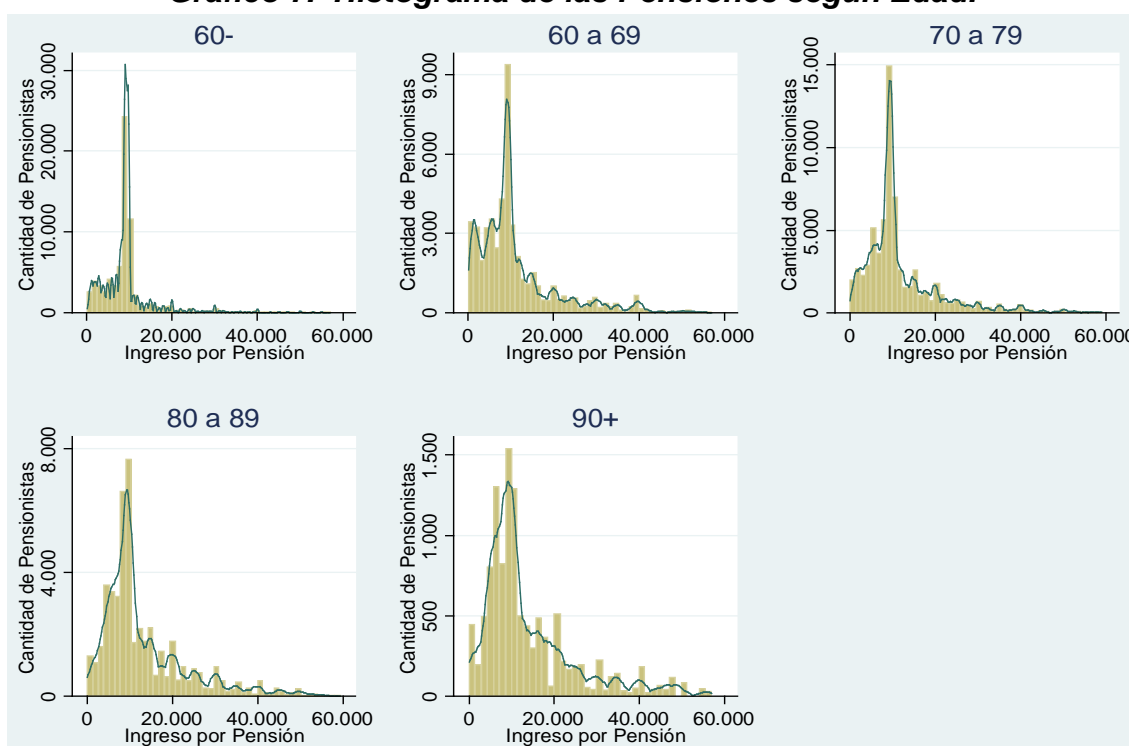 Gráfico 7. Histograma de las Pensiones según Edad.
60-
60 a 69
70 a 79
Cantidad de Pensionistas
30.000
20.000
10.000
0
0 20.000 40.000 60.000
Ingreso por Pensión
Cantidad de Pensionistas
9.000
6.000
3.000
0
0 20.000 40.000 60.000
Ingreso por Pensión
Cantidad de Pensionistas
15.000
10.000
5.000
0
0 20.000 40.000 60.000
Ingreso por Pensión
80 a 89
90+
Cantidad de Pensionistas
8.000
4.000
0
0 20.000 40.000 60.000
Ingreso por Pensión
Cantidad de Pensionistas
1.500
1.000
500
0
0 20.000 40.000 60.000
Ingreso por Pensión